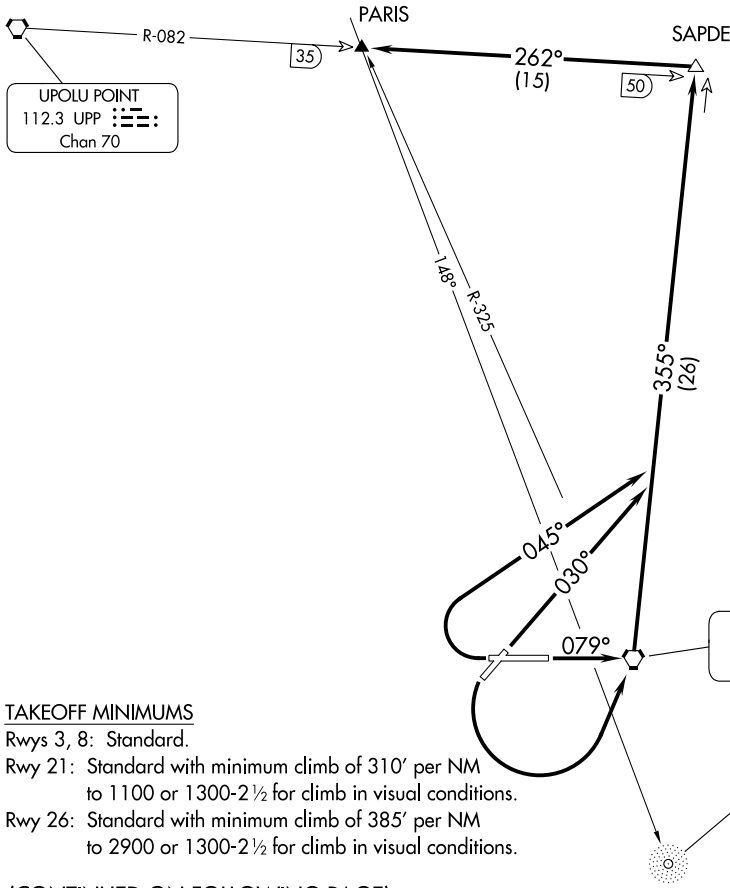 PARIS
SAPDE
R-082
35
262°
(15)
50
UPOLU POINT
112.3 UPP
Chan 70
148°
R-325
355°
(26)
045°
030°
079°
TAKEOFF MINIMUMS
Rwys 3, 8: Standard.
Rwy 21: Standard with minimum climb of 310' per NM
to 1100 or 1300-2½ for climb in visual conditions.
Rwy 26: Standard with minimum climb of 385' per NM
to 2900 or 1300-2½ for climb in visual conditions.
(CONTINUED ON FOLLOWING PAGE)